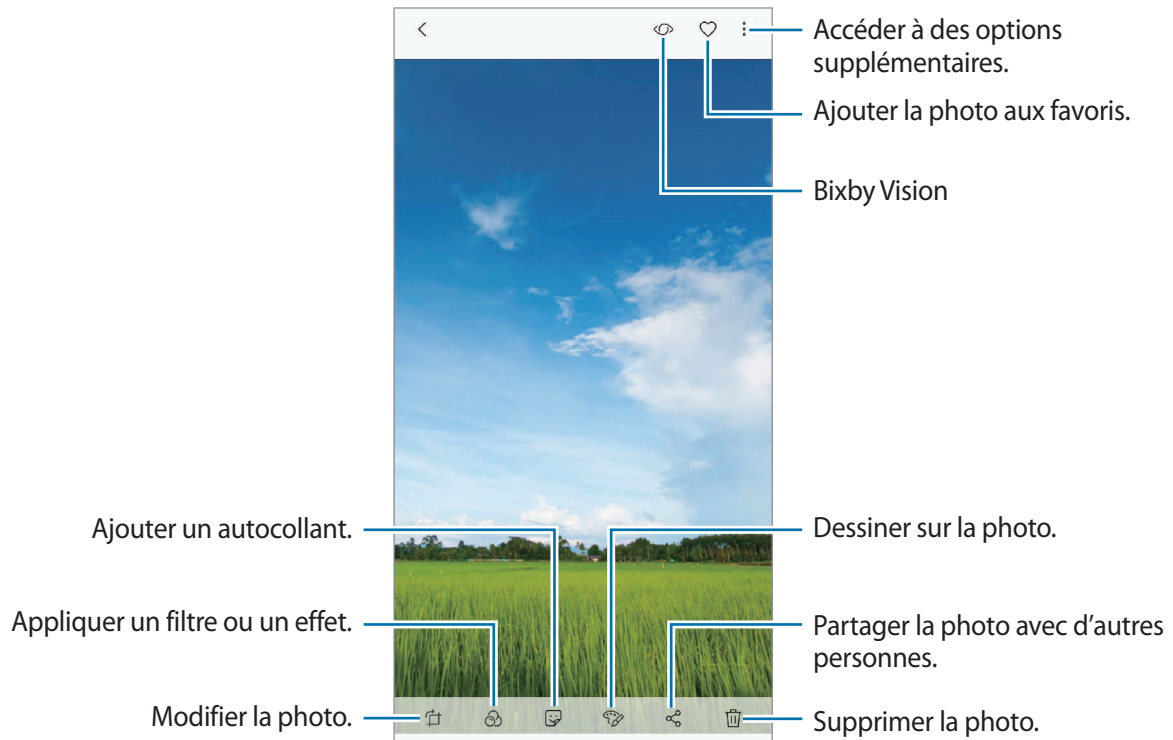 Accéder à des options
supplémentaires.
Ajouter la photo aux favoris.
Bixby Vision
Ajouter un autocollant.
Dessiner sur la photo.
Appliquer un filtre ou un effet.
Partager la photo avec d'autres
personnes.
Modifier la photo.
Supprimer la photo.